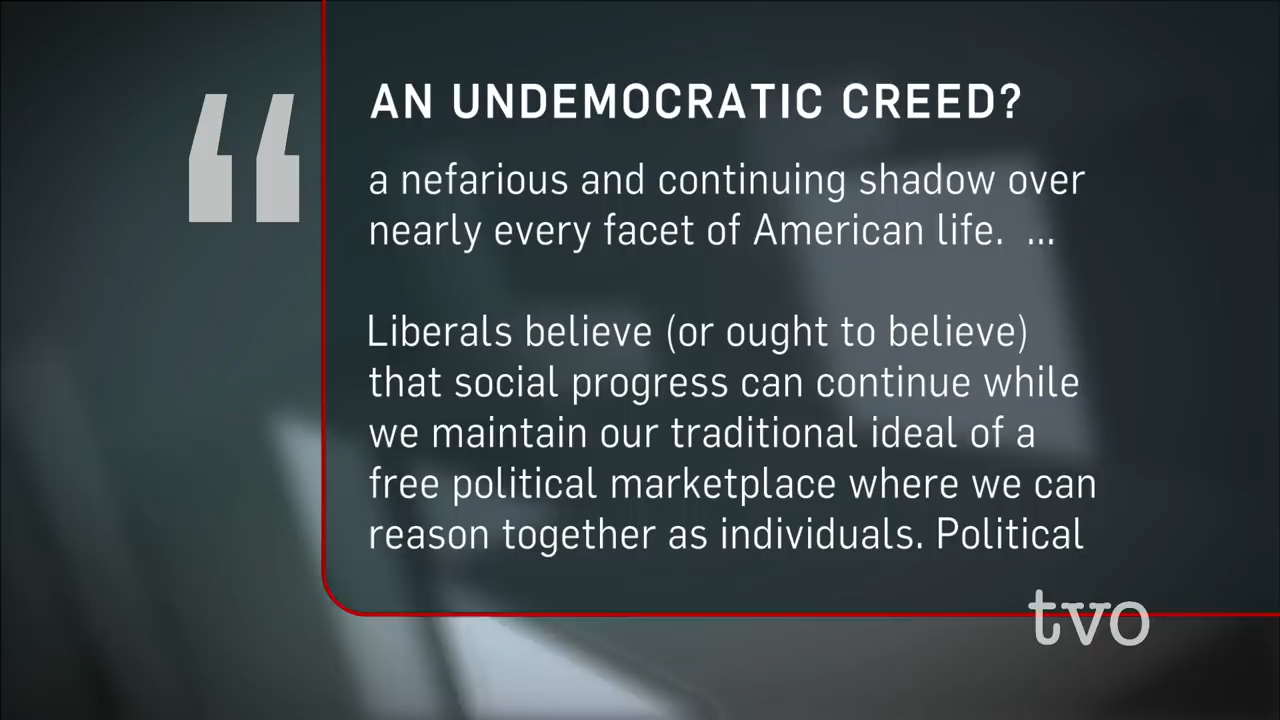 “
AN UNDEMOCRATIC CREED?
a nefarious and continuing shadow over
nearly every facet of American life.  ...
Liberals believe (or ought to believe)
that social progress can continue while
we maintain our traditional ideal of a
free political marketplace where we can
reason together as individuals. Political
tvo